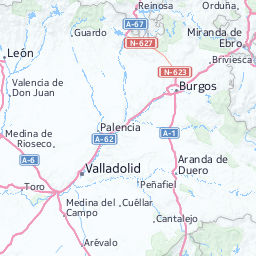 Reinosa
Orduña,
A-67
Guardo
Miranda de
Ebro
N-627
León
Briviesca
N-623
Valencia de
Don Juan
Burgos
Palencia
Medina de
Rioseco
A-62
A-1
A-6
Aranda de
Duero
Valladolid
Toro
Peñafiel
Medina del
Campo
Cuéllar
Cantalejo
Arévalo